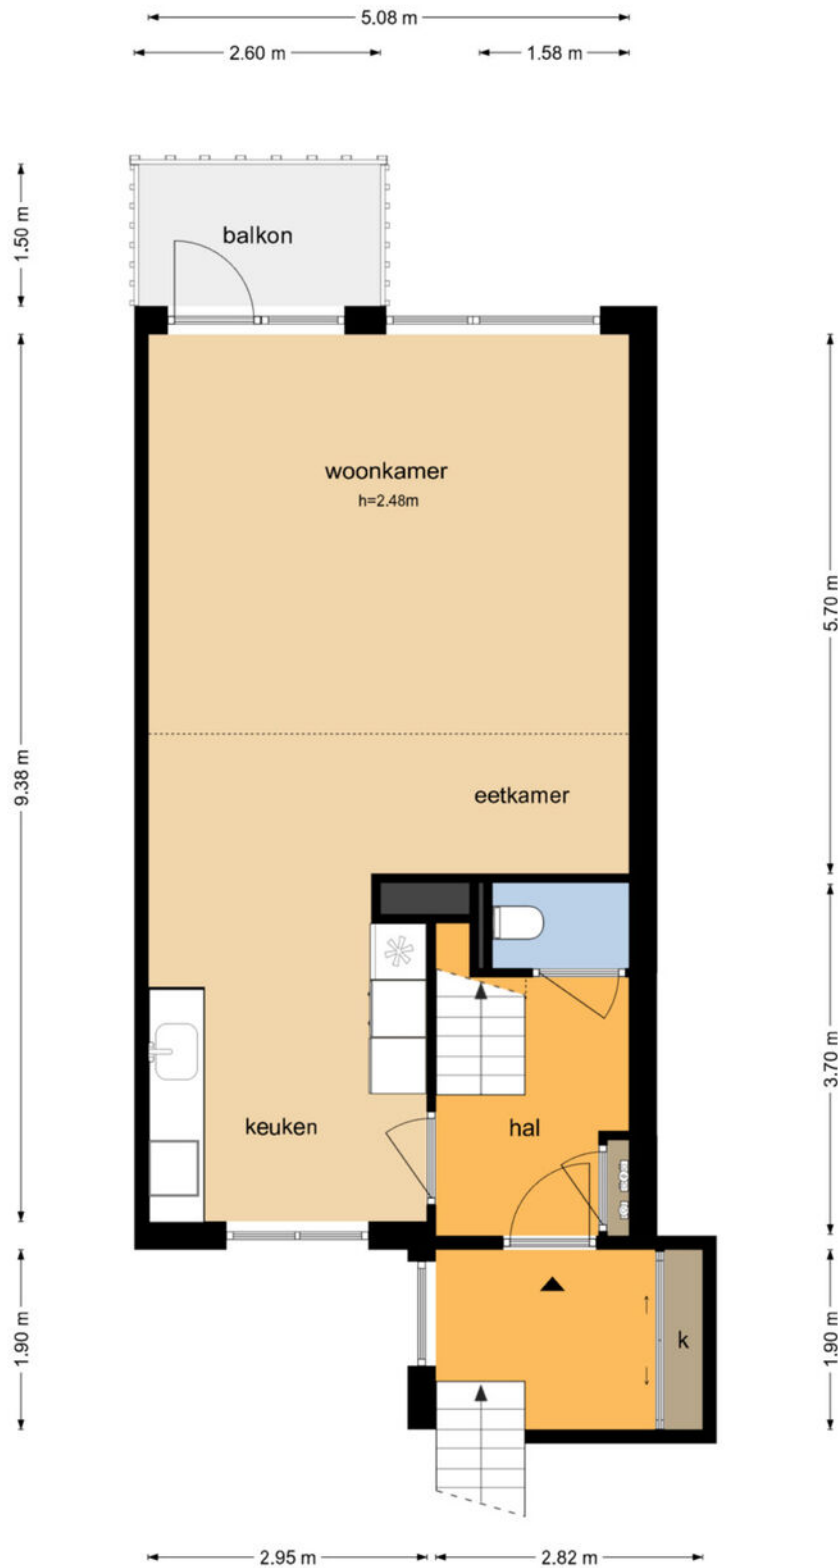 5.08 m
2.60 m
1.58 m
1.50 m
balkon
woonkamer
h=2.48m
5.70 m
9.38 m
eetkamer
3.70 m
keuken
hal
1.90 m
k
1.90 m
2.95 m
2.82 m